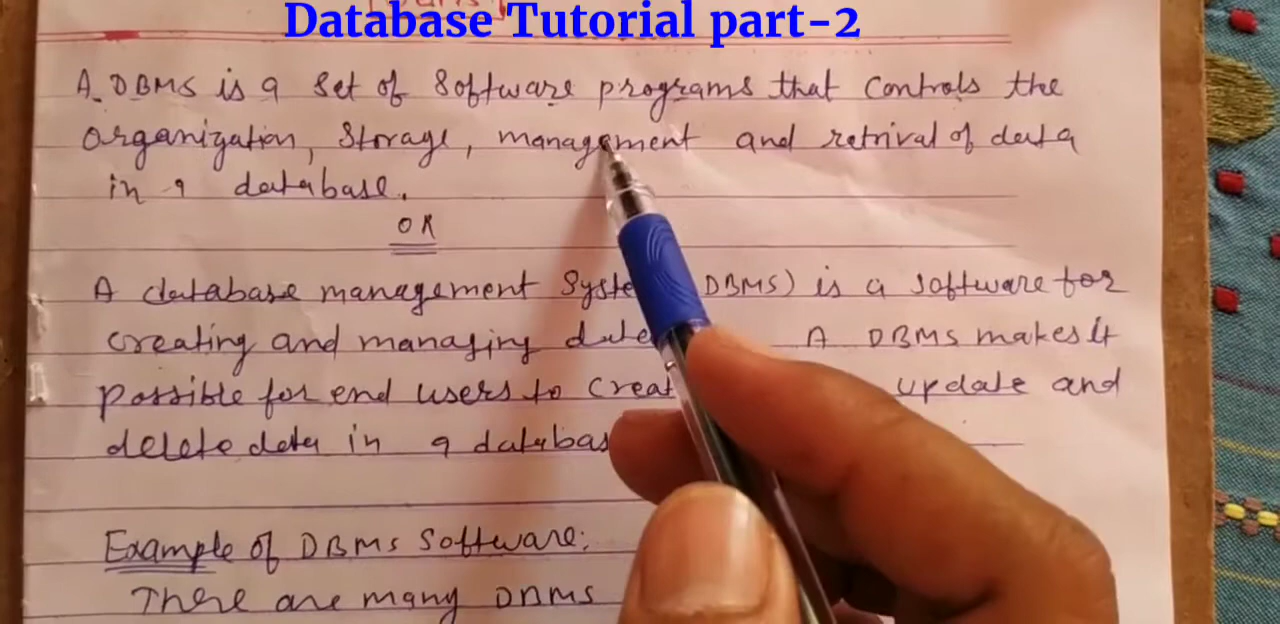 Database Tutorial part-2
A DBMS is a set of software programs that controls the
organization, storage, management and retrival of data
in a database.
OR
A database management Syste DBMS) is a software for
creating and managing date A DBMS makes it
possible for end users to creat update and
delete data in a databas
Example of DBMS Software:
There are many DBMS